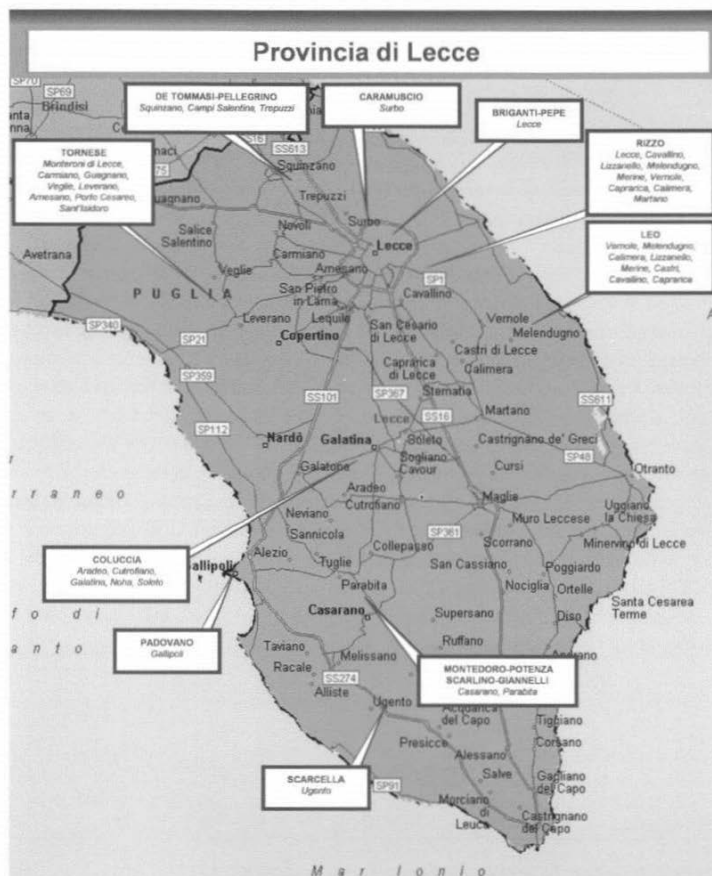 Provincia di Lecce
SP70
SP69
Brindisi
DE TOMMASI-PELLEGRINO
Squinzano, Campi Salentina, Trepuzzi
CARAMUSCIO
Surbo
BRIGANTI-PEPE
Lecce
RIZZO
Lecce, Cavallino,
Lizzanello, Melendugno,
Merine, Vernole,
Caprarica, Calimera,
Martano
TORNESE
Monteroni di Lecce,
Carmiano, Guagnano,
Veglie, Leverano,
Arnesano, Porto Cesareo,
Sant'Isidoro
LEO
Vernole, Melendugno,
Calimera, Lizzanello,
Merine, Castri,
Cavallino, Caprarica
SS613
Squinzano
Trepuzzi
uagnano
Surbo
Novoli
Salice
Salentino
Lecce
Avetrana
Carmiano
Veglie
Arnesano
SP1
PUGLIA
San Pietro
in Lama
Cavallino
Leverano
Lequile
Vernole
SP340
San Cesario
di Lecce
Melendugno
SP21
Copertino
Castri di Lecce
Caprarica
di Lecce
Calimera
SP359
SP367
Sternatia
SS101
Lecce
SS16
Martano
SS611
SP112
Nardò
Galatina
Soleto
Castrignano de' Greci
Sogliano
Cavour
SP48
Galatone
Cursi
Otranto
rraneo
Aradeo
Cutrofiano
Maglie
Uggiano
la Chiesa
Neviano
Muro Leccese
Sannicola
SP361
Minervino di Lecce
Collepasso
Scorrano
COLUCCIA
Aradeo, Cutrofiano,
Galatina, Noha, Soleto
Alezio
Tuglie
San Cassiano
Poggiardo
allipoli
Parabita
Nociglia
Ortelle
Santa Cesarea
Terme
fo di
Casarano
Supersano
Diso
anto
PADOVANO
Gallipoli
Ruffano
Taviano
Melissano
Racale
MONTEDORO-POTENZA
SCARLINO-GIANNELLI
Casarano, Parabita
SS274
Alliste
Ugento
Acquarica
del Capo
Tiggiano
Presicce
Corsano
Alessano
SCARCELLA
Ugento
SP91
Salve
Gagliano
del Capo
Morciano
di
Leuca
Castrignano
del Capo
Mar Ionio